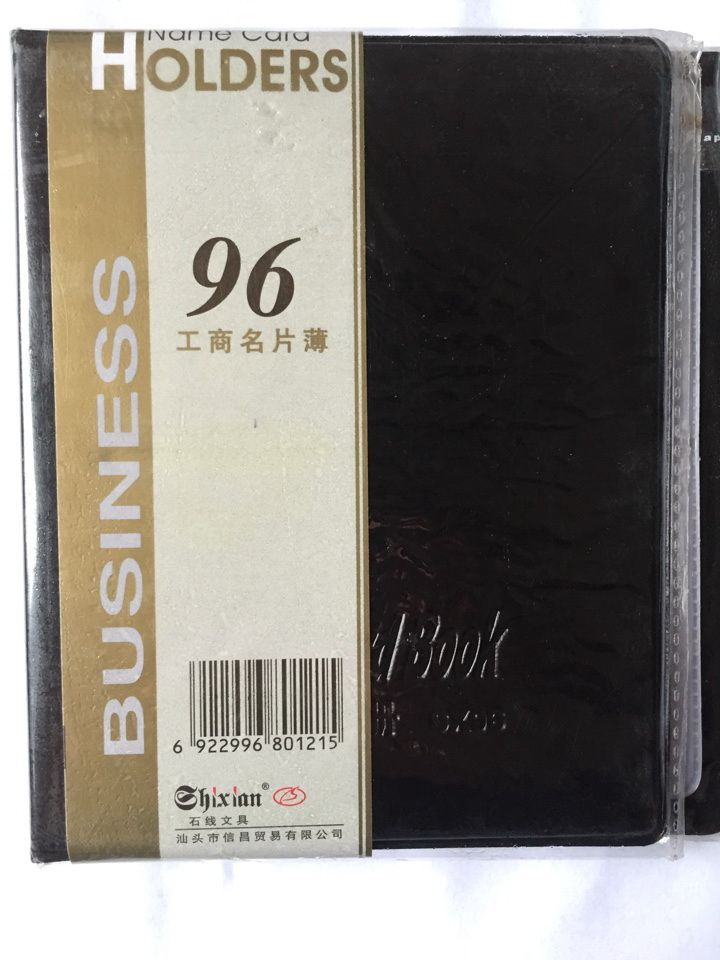 Name Card
HOLDERS
BUSINESS
96
工商名片薄
6 922996 801215
Shixian®
石线文具
汕头市信昌贸易有限公司
Book